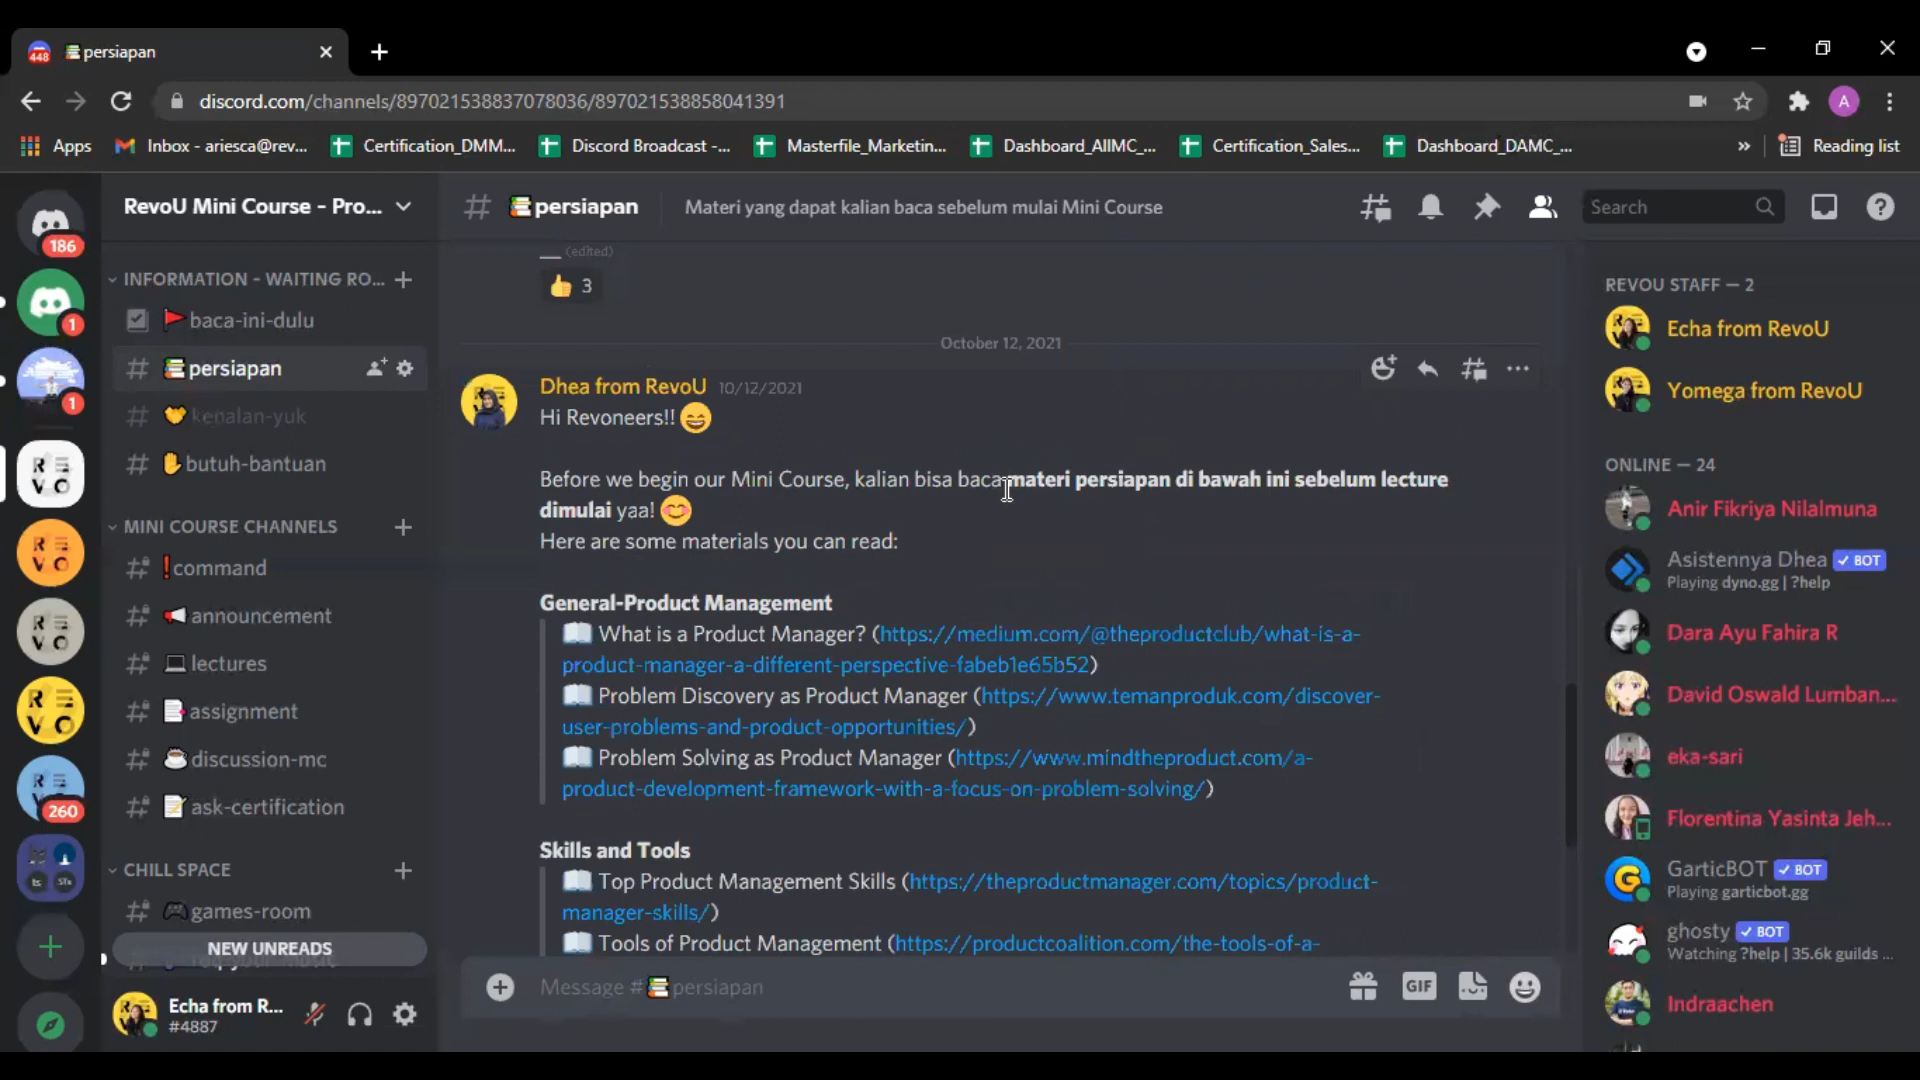 448 persiapan
discord.com/channels/897021538837078036/897021538858041391
A
Apps
Inbox - ariesca@rev...
Certification_DMM...
Discord Broadcast -...
Masterfile_Marketin...
Dashboard_AIIMC_...
Certification_Sales...
Dashboard_DAMC_...
»
Reading list
186
1
1
REVO
REVO
REVO
REVO
REVO
260
RevoU Mini Course - Pro...
INFORMATION - WAITING RO...
baca-ini-dulu
persiapan
kenalan-yuk
butuh-bantuan
MINI COURSE CHANNELS
command
announcement
lectures
assignment
discussion-mc
ask-certification
CHILL SPACE
games-room
NEW UNREADS
Echa from R...
#4887
# persiapan
Materi yang dapat kalian baca sebelum mulai Mini Course
Search
(edited)
👍 3
October 12, 2021
Dhea from RevoU 10/12/2021
Hi Revoneers!! 😄
Before we begin our Mini Course, kalian bisa baca materi persiapan di bawah ini sebelum lecture
dimulai yaa! 😊
Here are some materials you can read:
General-Product Management
📖 What is a Product Manager? (https://medium.com/@theproductclub/what-is-a-
product-manager-a-different-perspective-fabeb1e65b52)
📖 Problem Discovery as Product Manager (https://www.temanproduk.com/discover-
user-problems-and-product-opportunities/)
📖 Problem Solving as Product Manager (https://www.mindtheproduct.com/a-
product-development-framework-with-a-focus-on-problem-solving/)
Skills and Tools
📖 Top Product Management Skills (https://theproductmanager.com/topics/product-
manager-skills/)
📖 Tools of Product Management (https://productcoalition.com/the-tools-of-a-
Message # persiapan
GIF
REVOU STAFF — 2
Echa from RevoU
Yomega from RevoU
ONLINE — 24
Anir Fikriya Nilalmuna
Asistennya Dhea ✓ BOT
Playing dyno.gg | ?help
Dara Ayu Fahira R
David Oswald Lumban...
eka-sari
Florentina Yasinta Jeh...
GarticBOT ✓ BOT
Playing garticbot.gg
ghosty ✓ BOT
Watching ?help | 35.6k guilds ...
Indraachen